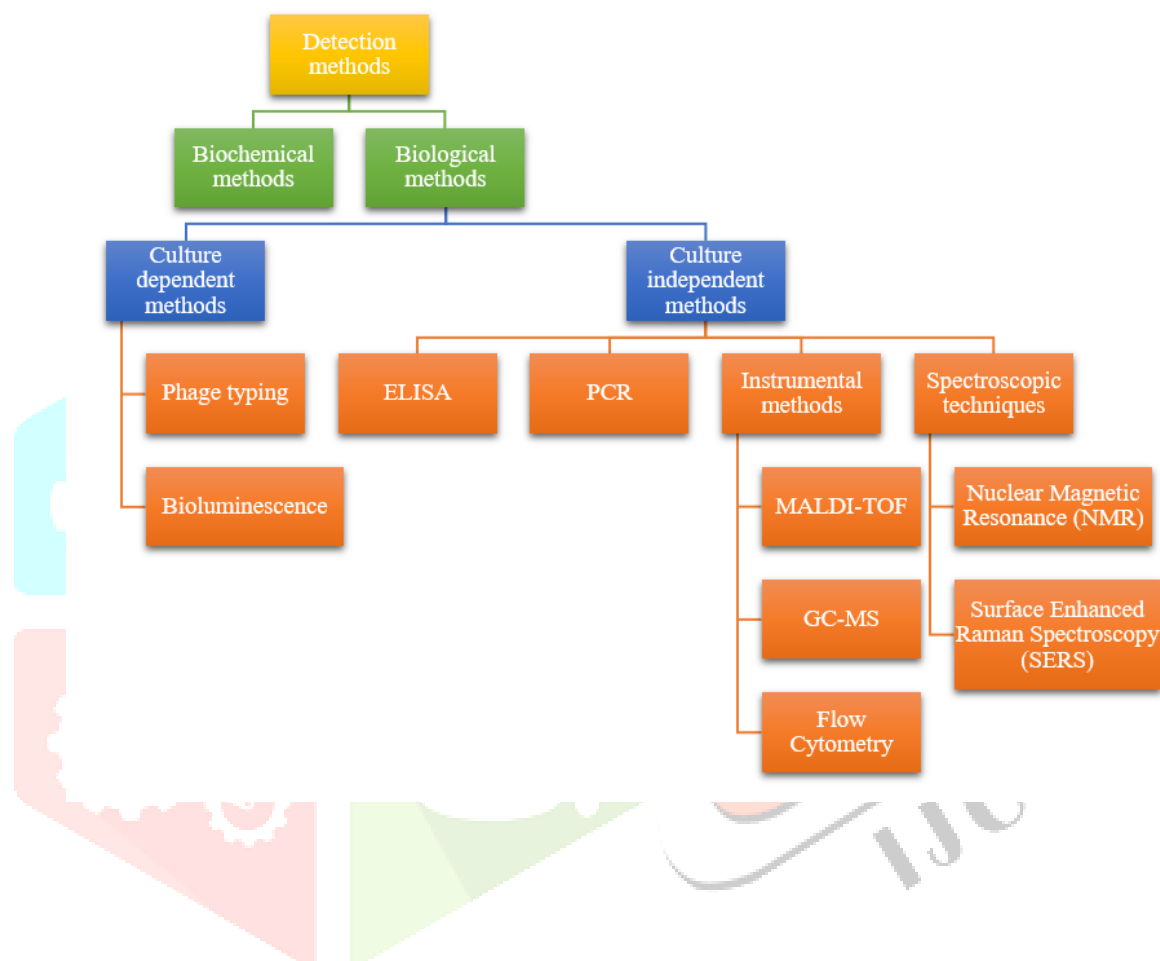 Detection
methods
Biochemical
methods
Biological
methods
Culture
dependent
methods
Culture
independent
methods
Phage typing
ELISA
PCR
Instrumental
methods
Spectroscopic
techniques
Bioluminescence
MALDI-TOF
Nuclear Magnetic
Resonance (NMR)
GC-MS
Surface Enhanced
Raman Spectroscopy
(SERS)
Flow
Cytometry